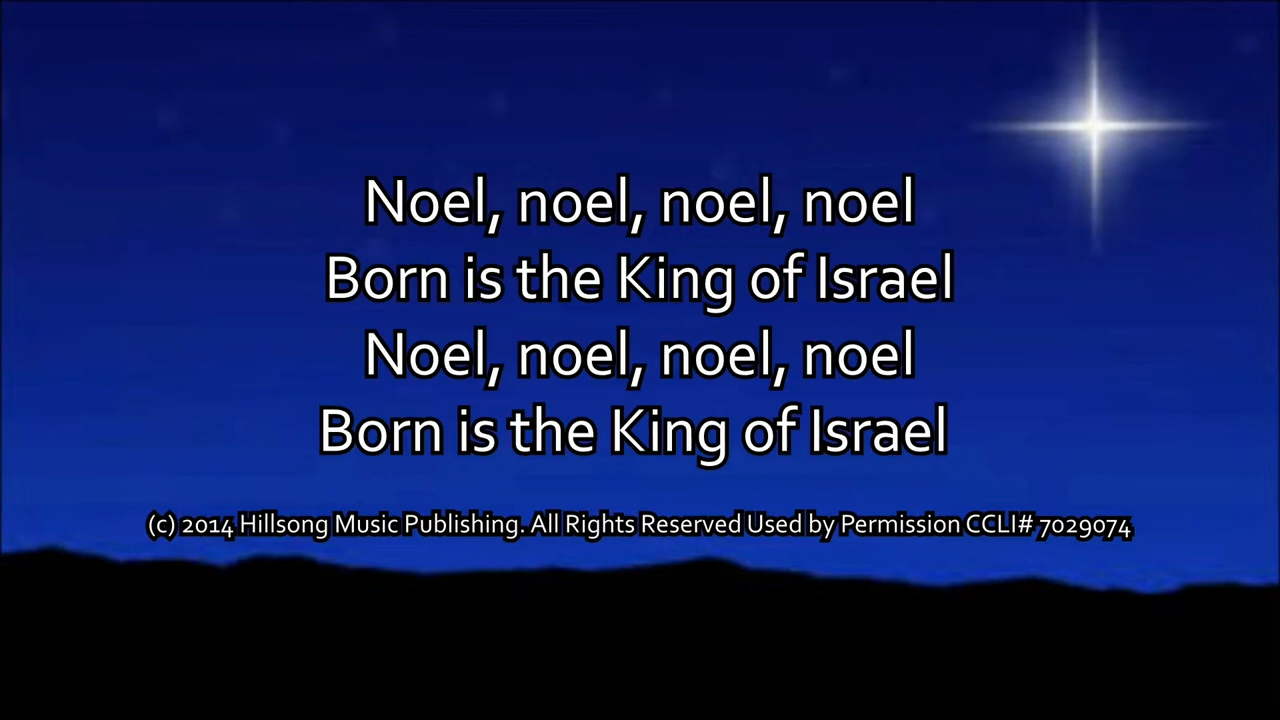 Noel, noel, noel, noel
Born is the King of Israel
Noel, noel, noel, noel
Born is the King of Israel
(c) 2014 Hillsong Music Publishing. All Rights Reserved Used by Permission CCLI# 7029074